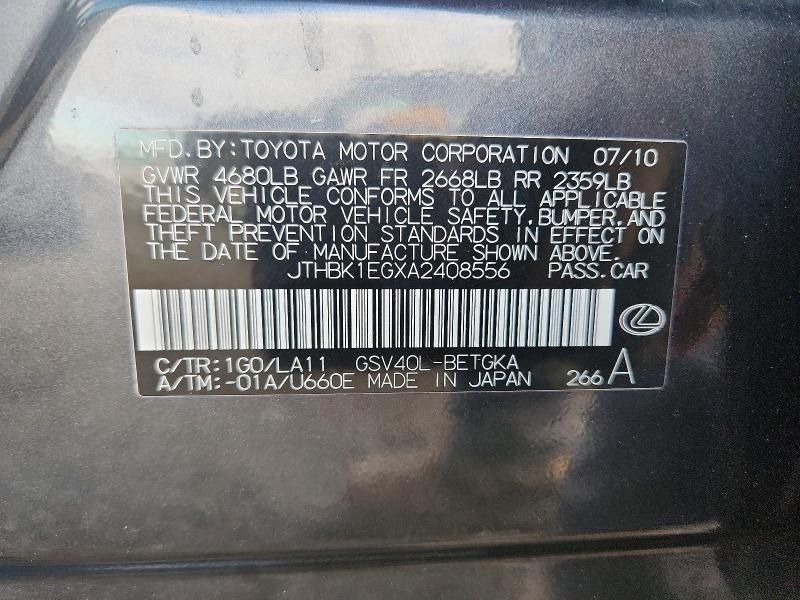 MFD. BY: TOYOTA MOTOR CORPORATION 07/10
GVWR 4680LB GAWR FR 2668LB RR 2359LB
THIS VEHICLE CONFORMS TO ALL APPLICABLE
FEDERAL MOTOR VEHICLE SAFETY, BUMPER, AND
THEFT PREVENTION STANDARDS IN EFFECT ON
THE DATE OF MANUFACTURE SHOWN ABOVE.
JTHBK1EGXA2408556 PASS. CAR
C/TR: 1G0/LA11 GSV40L-BETGKA
A/TM: -01A/U660E MADE IN JAPAN 266 A